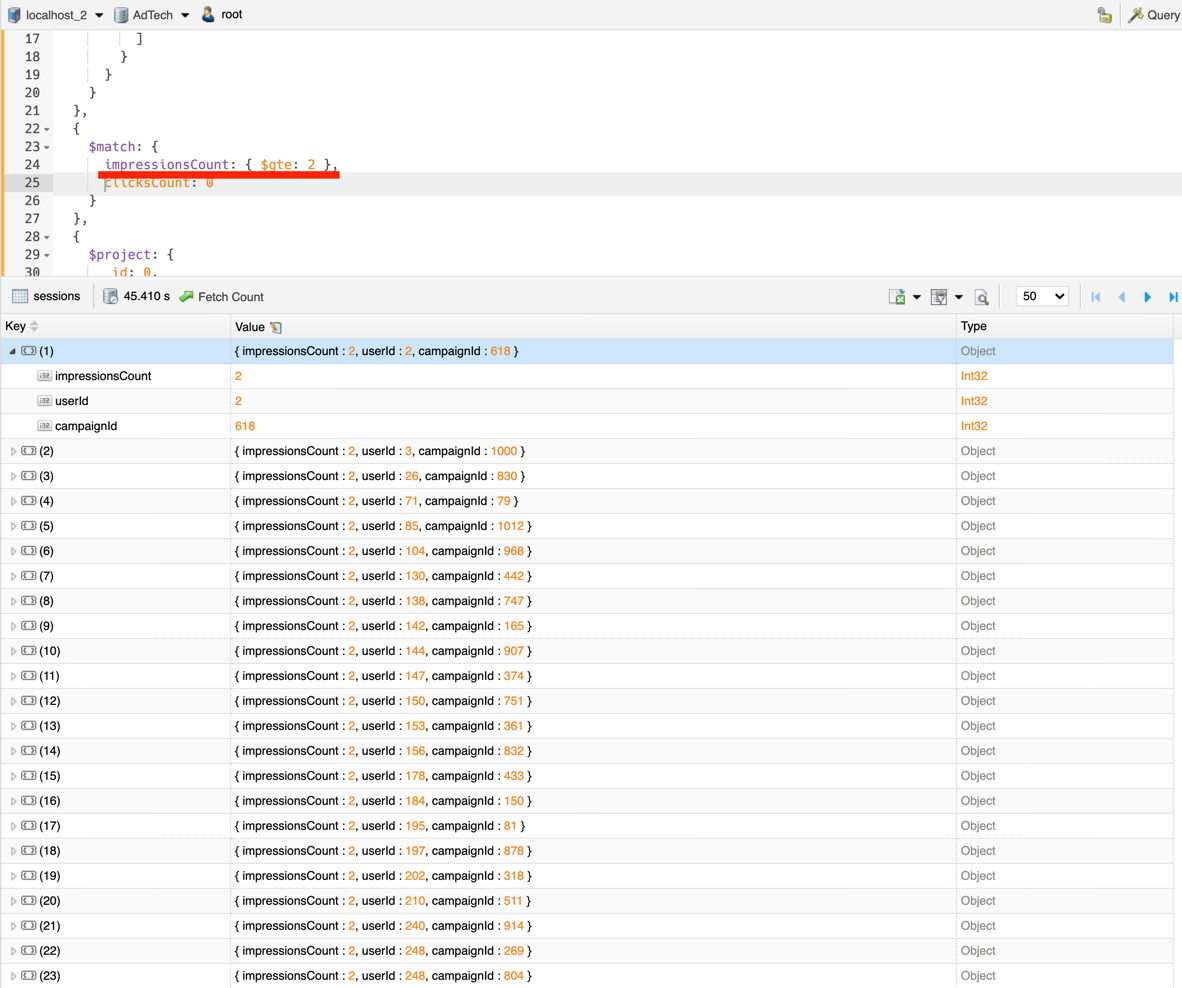 localhost_2 AdTech root Query
17 ]
18 }
19 }
20 }
21 },
22 {
23 $match: {
24 impressionsCount: { $gte: 2 },
25 clicksCount: 0
26 }
27 },
28 {
29 $project: {
30 _id: 0,
sessions 45.410 s Fetch Count 50
Key Value Type
(1) { impressionsCount : 2, userId : 2, campaignId : 618 } Object
impressionsCount 2 Int32
userId 2 Int32
campaignId 618 Int32
(2) { impressionsCount : 2, userId : 3, campaignId : 1000 } Object
(3) { impressionsCount : 2, userId : 26, campaignId : 830 } Object
(4) { impressionsCount : 2, userId : 71, campaignId : 79 } Object
(5) { impressionsCount : 2, userId : 85, campaignId : 1012 } Object
(6) { impressionsCount : 2, userId : 104, campaignId : 968 } Object
(7) { impressionsCount : 2, userId : 130, campaignId : 442 } Object
(8) { impressionsCount : 2, userId : 138, campaignId : 747 } Object
(9) { impressionsCount : 2, userId : 142, campaignId : 165 } Object
(10) { impressionsCount : 2, userId : 144, campaignId : 907 } Object
(11) { impressionsCount : 2, userId : 147, campaignId : 374 } Object
(12) { impressionsCount : 2, userId : 150, campaignId : 751 } Object
(13) { impressionsCount : 2, userId : 153, campaignId : 361 } Object
(14) { impressionsCount : 2, userId : 156, campaignId : 832 } Object
(15) { impressionsCount : 2, userId : 178, campaignId : 433 } Object
(16) { impressionsCount : 2, userId : 184, campaignId : 150 } Object
(17) { impressionsCount : 2, userId : 195, campaignId : 81 } Object
(18) { impressionsCount : 2, userId : 197, campaignId : 878 } Object
(19) { impressionsCount : 2, userId : 202, campaignId : 318 } Object
(20) { impressionsCount : 2, userId : 210, campaignId : 511 } Object
(21) { impressionsCount : 2, userId : 240, campaignId : 914 } Object
(22) { impressionsCount : 2, userId : 248, campaignId : 269 } Object
(23) { impressionsCount : 2, userId : 248, campaignId : 804 } Object